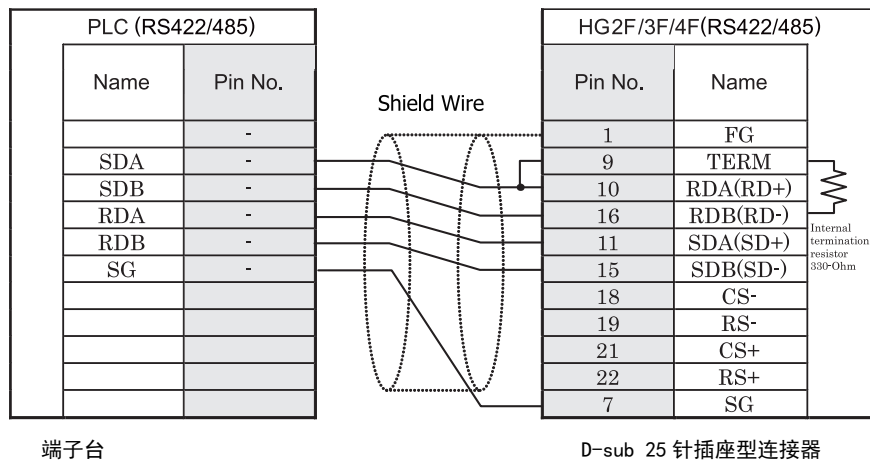 PLC (RS422/485)
HG2F/3F/4F(RS422/485)
Name Pin No.
Shield Wire
Pin No. Name
- 1 FG
SDA - 9 TERM
SDB - 10 RDA(RD+)
RDA - 16 RDB(RD-)
RDB - 11 SDA(SD+)
SG - 15 SDB(SD-)
18 CS-
19 RS-
21 CS+
22 RS+
7 SG
Internal
termination
resistor
330-Ohm
端子台
D-sub 25 针插座型连接器